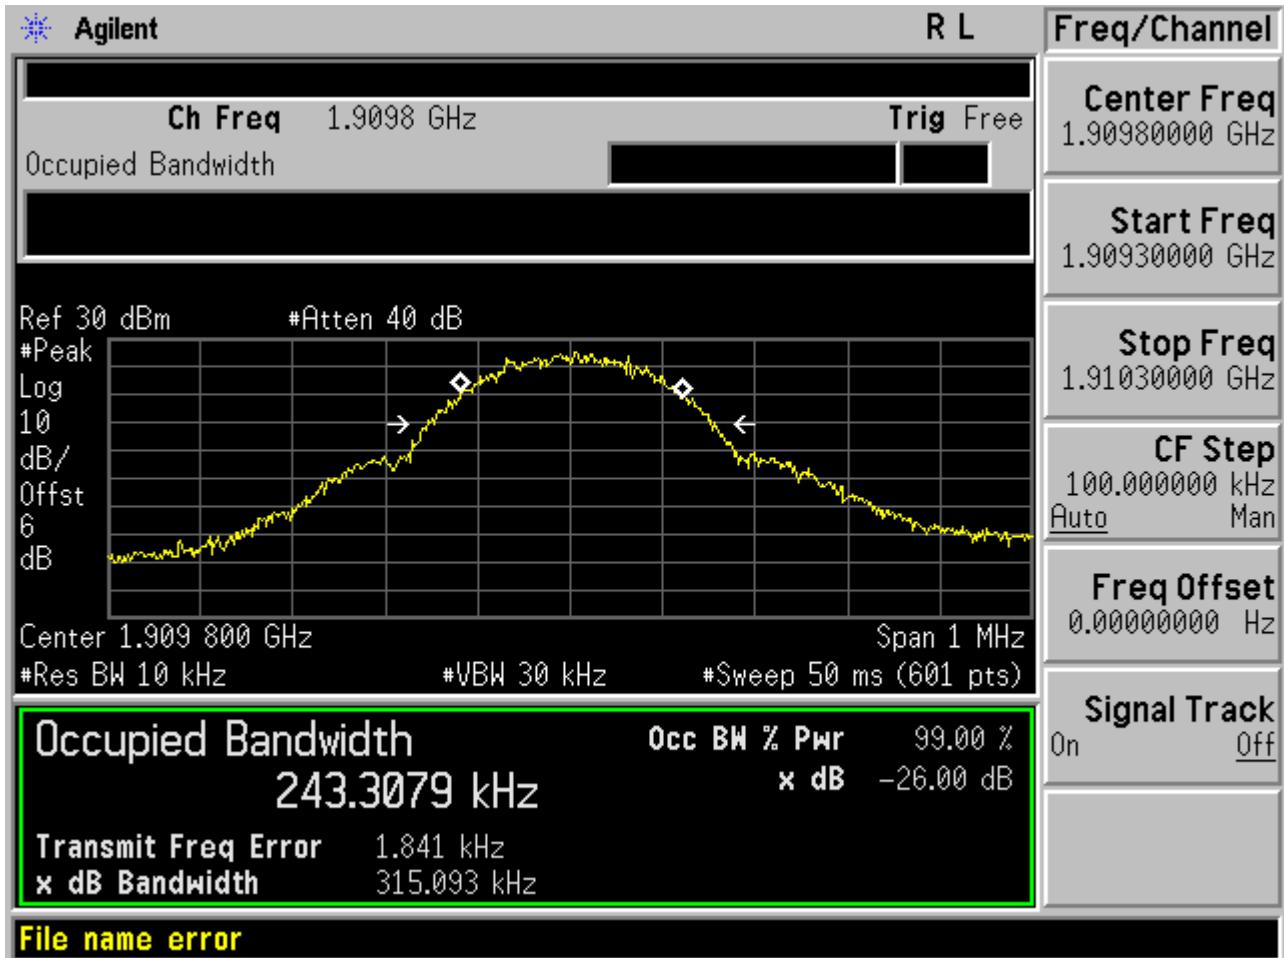 Agilent
R L
Freq/Channel
Ch Freq 1.9098 GHz
Trig Free
Occupied Bandwidth
Center Freq
1.90980000 GHz
Start Freq
1.90930000 GHz
Stop Freq
1.91030000 GHz
CF Step
100.000000 kHz
Auto Man
Freq Offset
0.00000000 Hz
Signal Track
On Off
Ref 30 dBm
#Atten 40 dB
#Peak
Log
10
dB/
Offst
6
dB
Center 1.909 800 GHz
Span 1 MHz
#Res BW 10 kHz
#VBW 30 kHz
#Sweep 50 ms (601 pts)
Occupied Bandwidth
243.3079 kHz
Occ BW % Pwr 99.00 %
x dB -26.00 dB
Transmit Freq Error 1.841 kHz
x dB Bandwidth 315.093 kHz
File name error